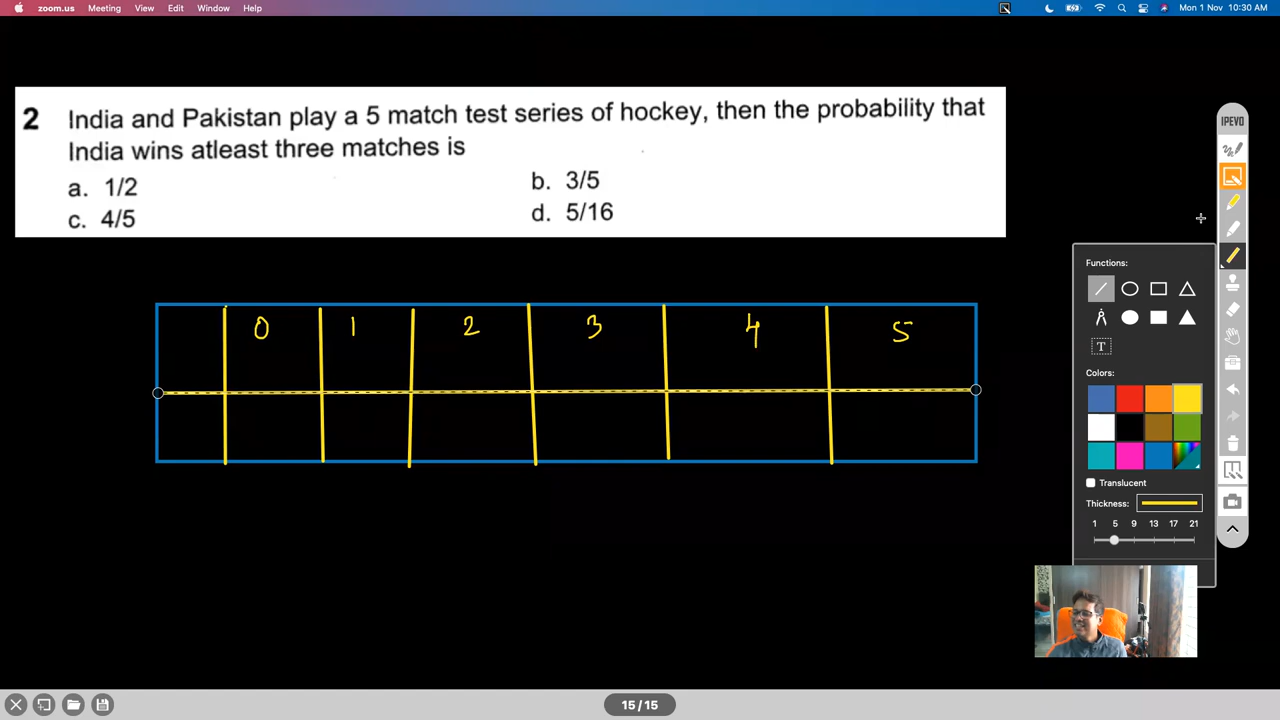 zoom.us Meeting View Edit Window Help Mon 1 Nov 10:30 AM
2 India and Pakistan play a 5 match test series of hockey, then the probability that
India wins atleast three matches is
a. 1/2 b. 3/5
c. 4/5 d. 5/16
IPEVO
Functions:
T
0 1 2 3 4 5
Colors:
Translucent
Thickness:
1 5 9 13 17 21
15 / 15